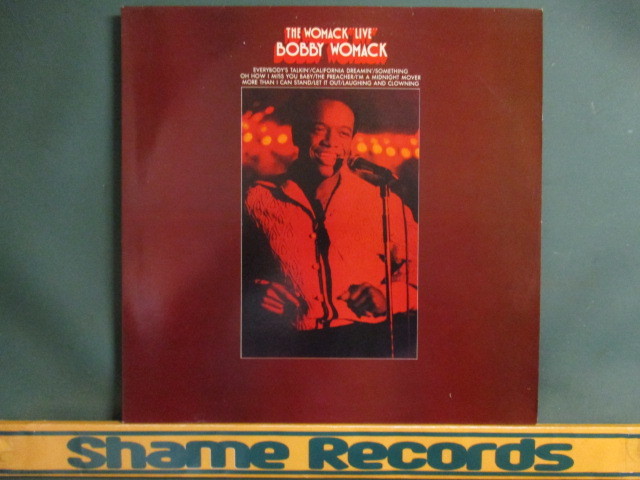 THE WOMACK "LIVE"
BOBBY WOMACK
EVERYBODY'S TALKIN'/CALIFORNIA DREAMIN'/SOMETHING
OH HOW I MISS YOU BABY/THE PREACHER/I'M A MIDNIGHT MOVER
MORE THAN I CAN STAND/LET IT OUT/LAUGHING AND CLOWNING
Shame Records